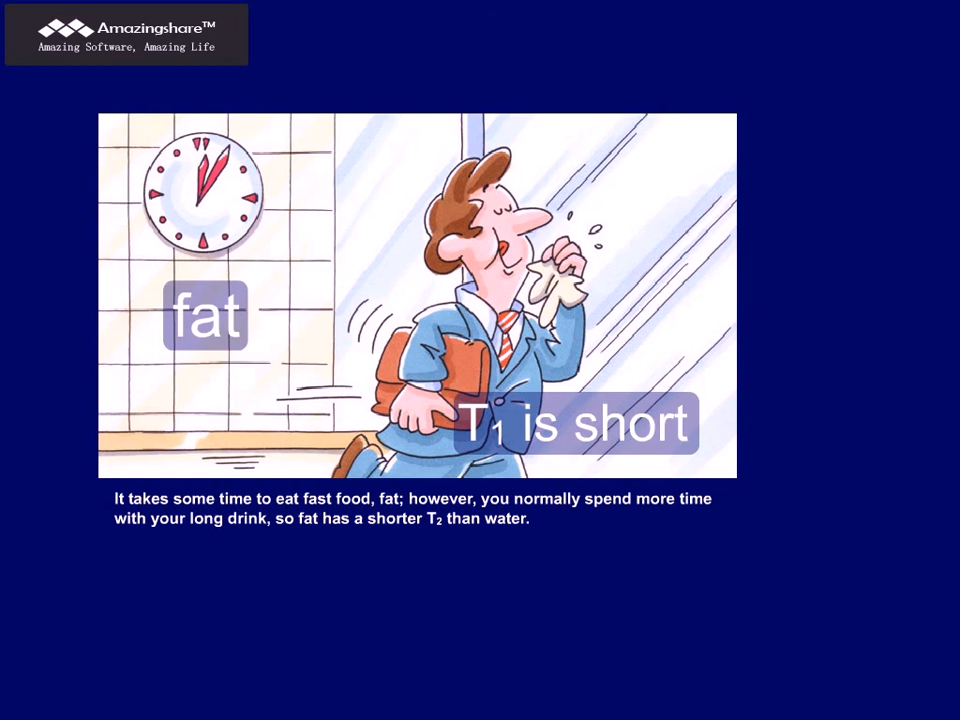 Amazingshare™
Amazing Software, Amazing Life
fat
T₁ is short
It takes some time to eat fast food, fat; however, you normally spend more time
with your long drink, so fat has a shorter T₂ than water.